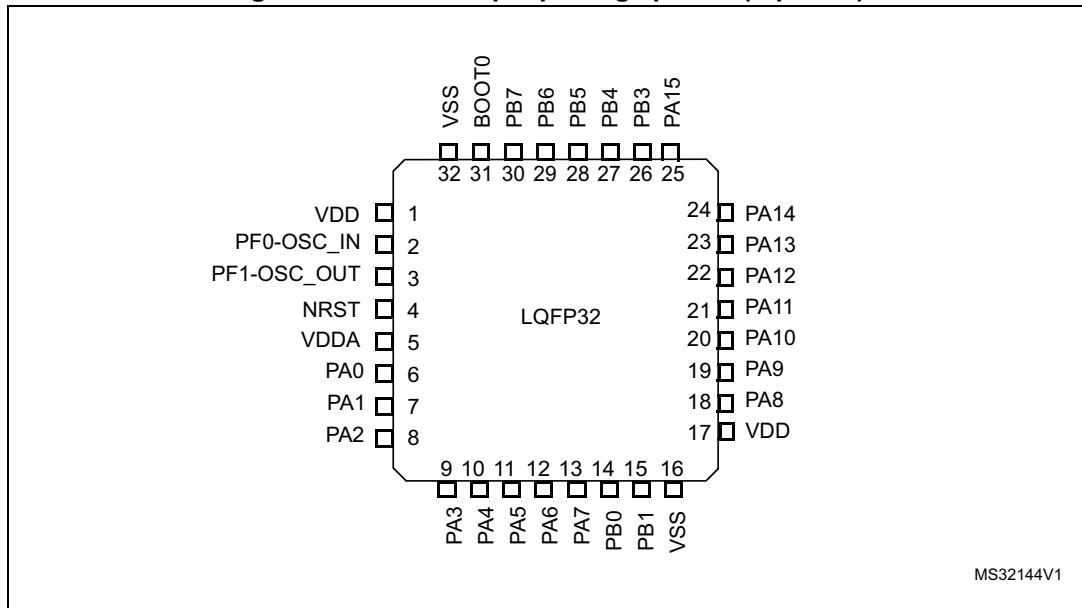 VSS
BOOT0
PB7
PB6
PB5
PB4
PB3
PA15
32 31 30 29 28 27 26 25
VDD 1
PF0-OSC_IN 2
PF1-OSC_OUT 3
NRST 4
VDDA 5
PA0 6
PA1 7
PA2 8
LQFP32
24 PA14
23 PA13
22 PA12
21 PA11
20 PA10
19 PA9
18 PA8
17 VDD
9 10 11 12 13 14 15 16
PA3
PA4
PA5
PA6
PA7
PB0
PB1
VSS
MS32144V1